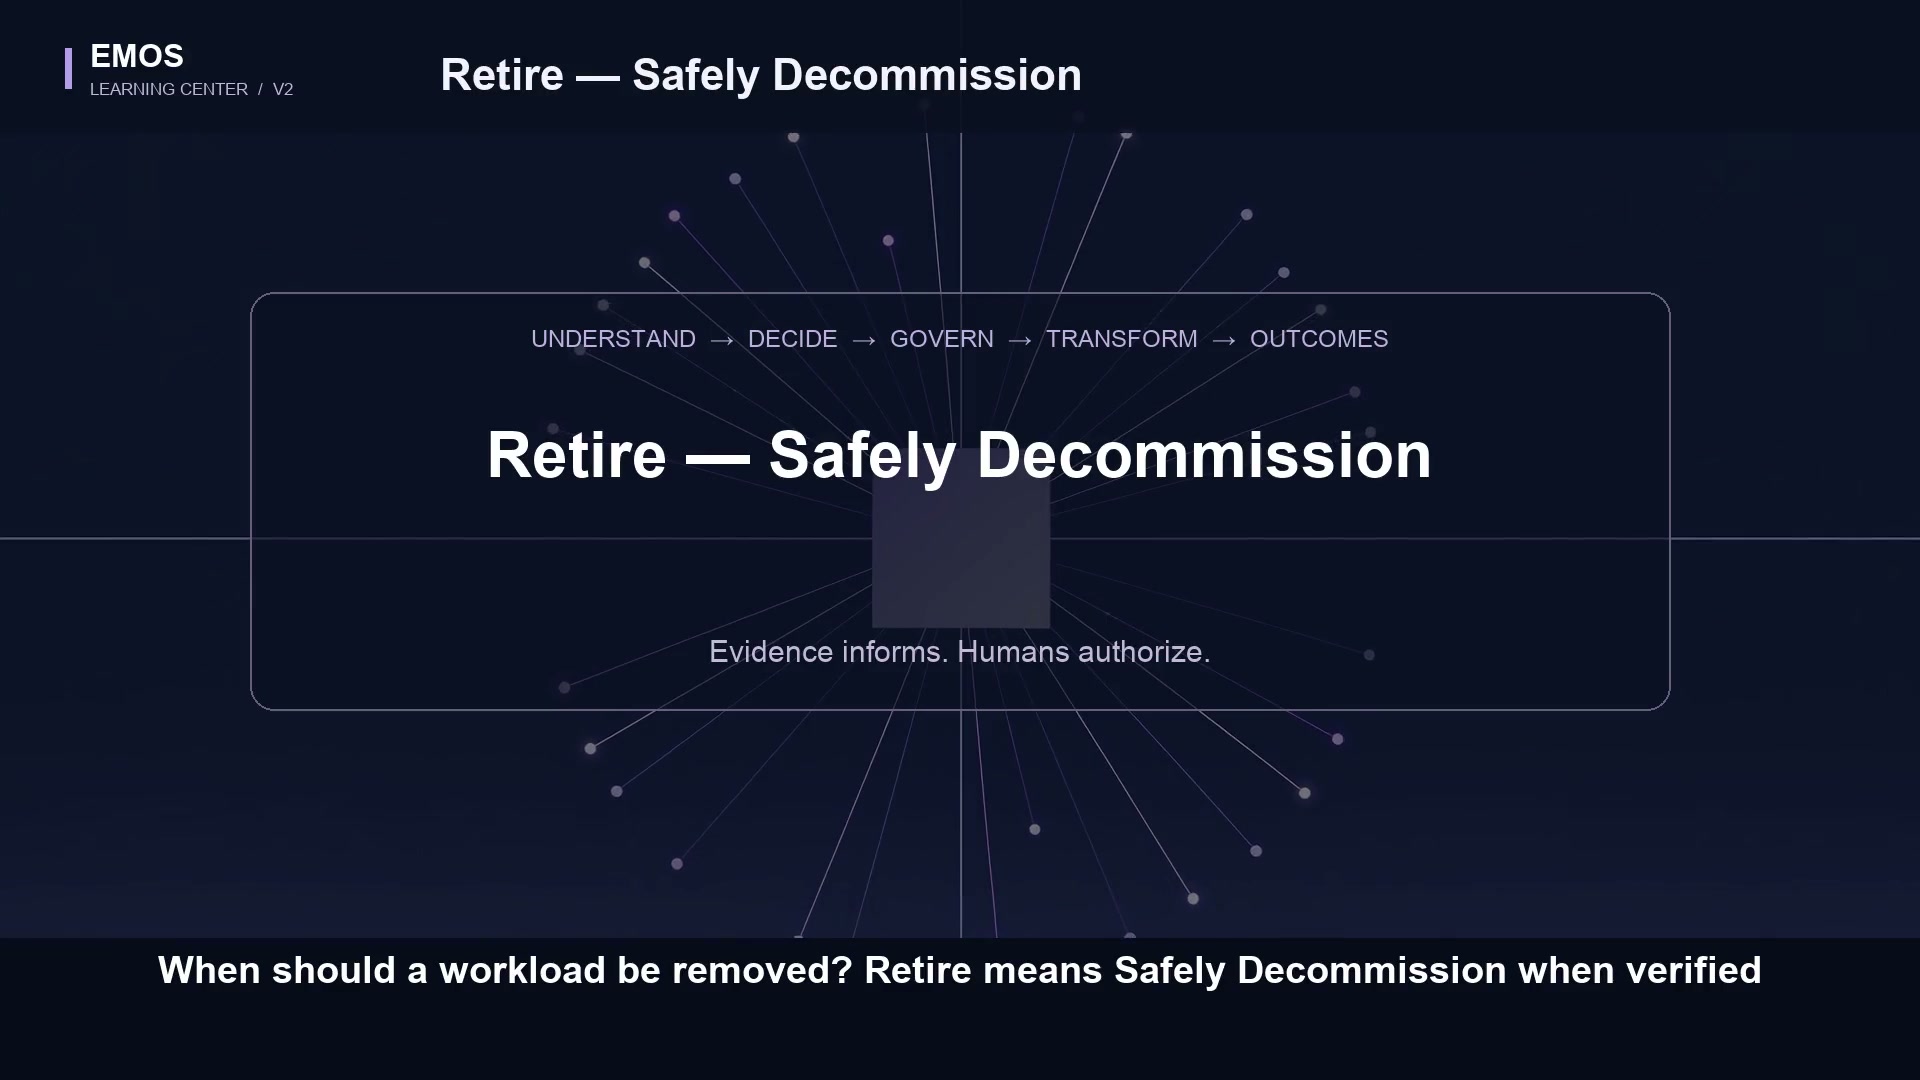 EMOS
LEARNING CENTER / V2
Retire — Safely Decommission
UNDERSTAND → DECIDE → GOVERN → TRANSFORM → OUTCOMES
Retire — Safely Decommission
Evidence informs. Humans authorize.
When should a workload be removed? Retire means Safely Decommission when verified